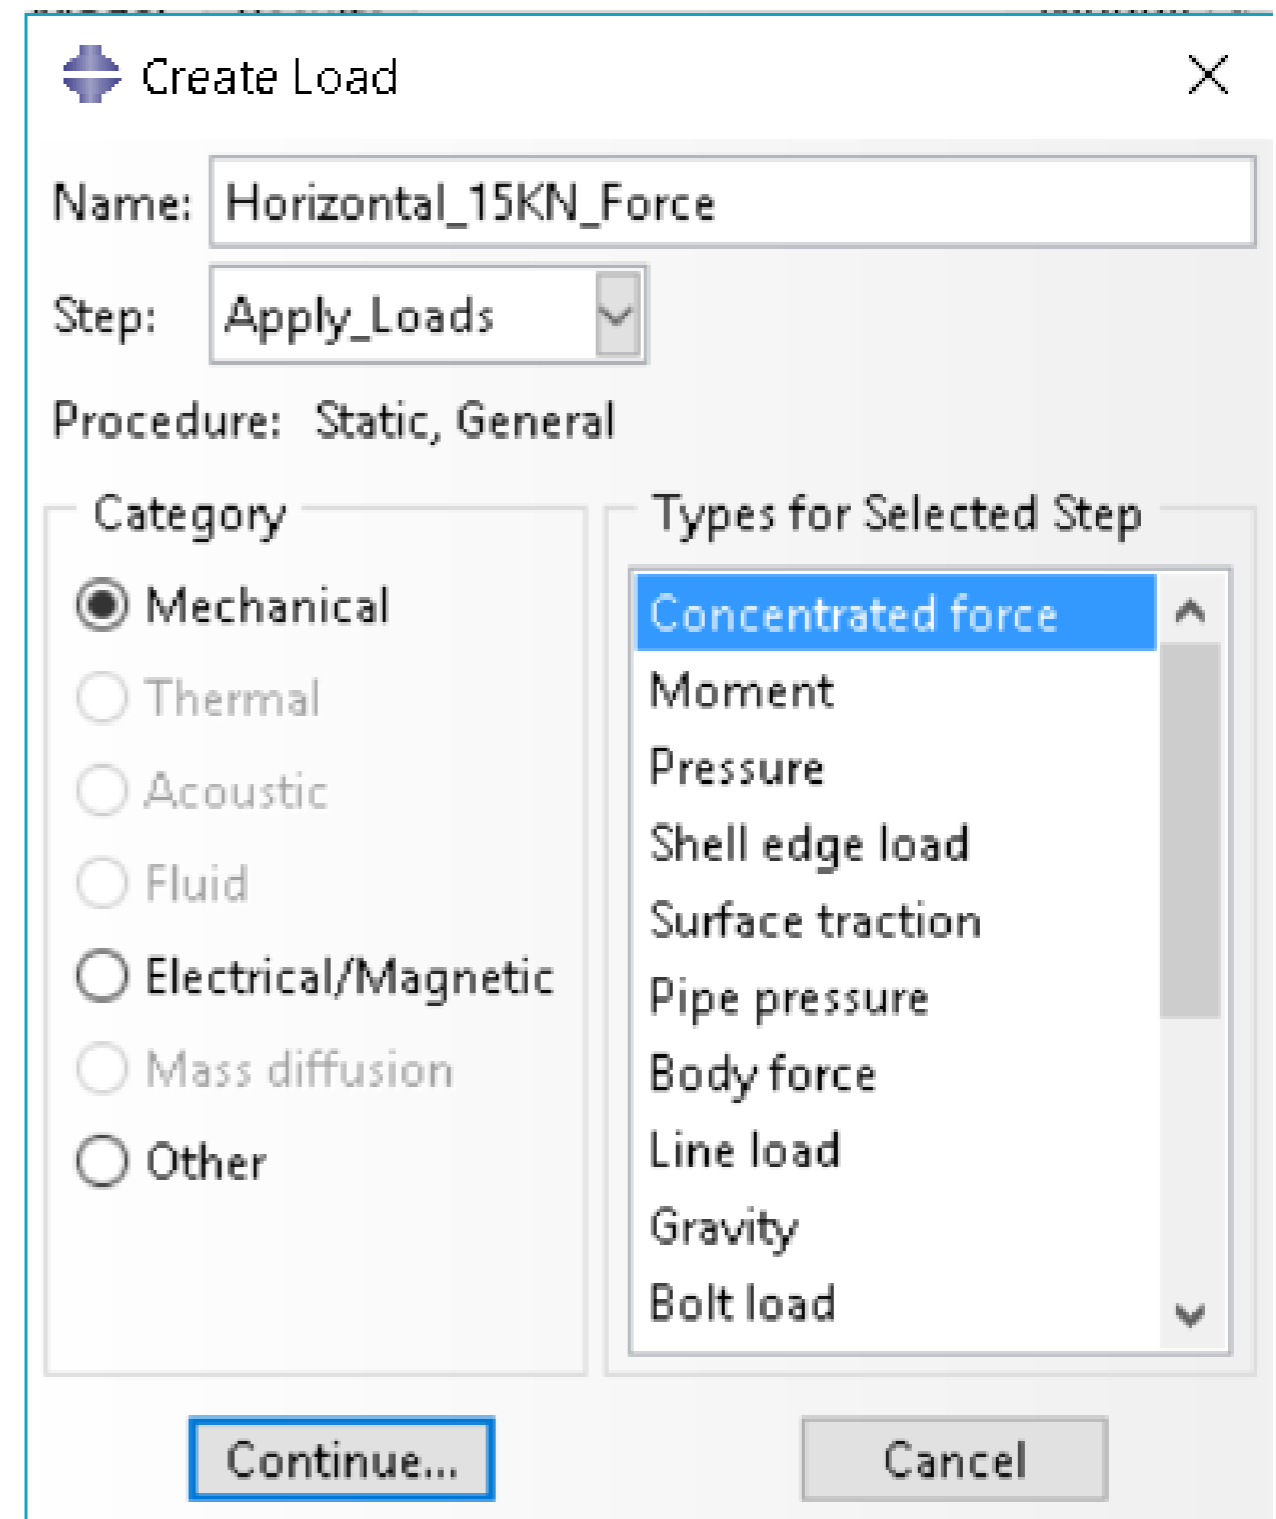 Create Load
Name: Horizontal_15KN_Force
Step: Apply_Loads
Procedure: Static, General
Category
Mechanical
Thermal
Acoustic
Fluid
Electrical/Magnetic
Mass diffusion
Other
Types for Selected Step
Concentrated force
Moment
Pressure
Shell edge load
Surface traction
Pipe pressure
Body force
Line load
Gravity
Bolt load
Continue...
Cancel